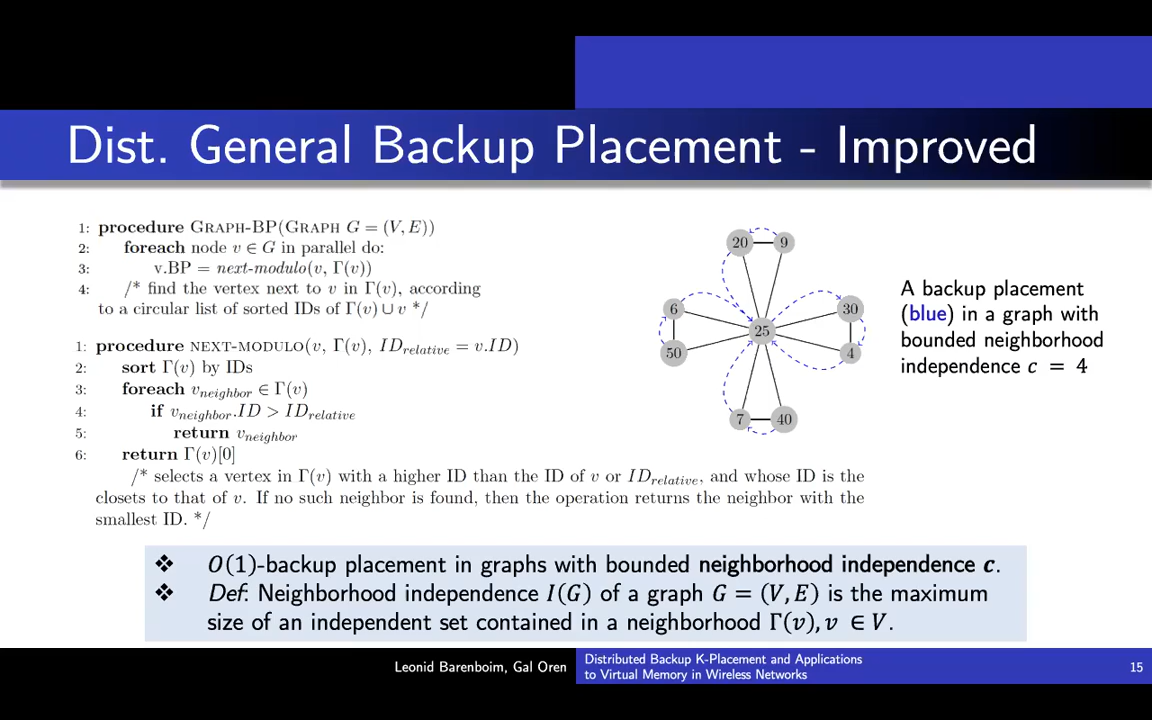 Dist. General Backup Placement - Improved
1: procedure GRAPH-BP(GRAPH G = (V, E))
2: foreach node v ∈ G in parallel do:
3: v.BP = next-modulo(v, Γ(v))
4: /* find the vertex next to v in Γ(v), according
to a circular list of sorted IDs of Γ(v) ∪ v */
1: procedure NEXT-MODULO(v, Γ(v), ID_relative = v.ID)
2: sort Γ(v) by IDs
3: foreach v_neighbor ∈ Γ(v)
4: if v_neighbor.ID > ID_relative
5: return v_neighbor
6: return Γ(v)[0]
/* selects a vertex in Γ(v) with a higher ID than the ID of v or ID_relative, and whose ID is the
closets to that of v. If no such neighbor is found, then the operation returns the neighbor with the
smallest ID. */
20 9
6 30
25
50 4
7 40
A backup placement
(blue) in a graph with
bounded neighborhood
independence c = 4
❖ O(1)-backup placement in graphs with bounded neighborhood independence c.
❖ Def: Neighborhood independence I(G) of a graph G = (V, E) is the maximum
size of an independent set contained in a neighborhood Γ(v), v ∈ V.
Leonid Barenboim, Gal Oren
Distributed Backup K-Placement and Applications
to Virtual Memory in Wireless Networks
15